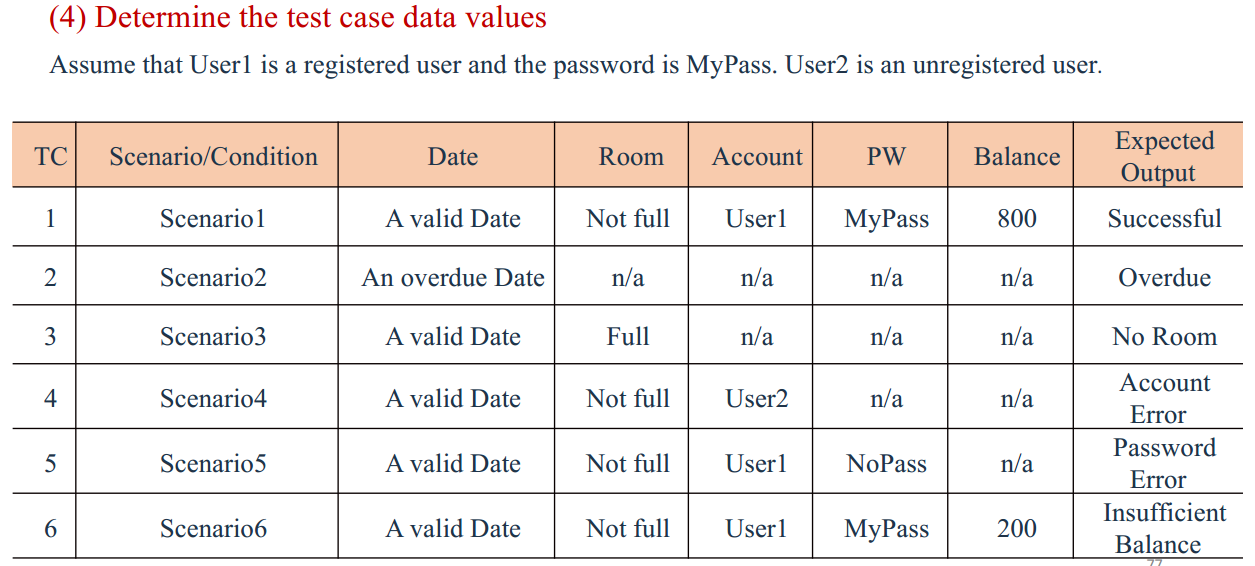 (4) Determine the test case data values
Assume that User1 is a registered user and the password is MyPass. User2 is an unregistered user.
TC Scenario/Condition Date Room Account PW Balance Expected Output
1 Scenario1 A valid Date Not full User1 MyPass 800 Successful
2 Scenario2 An overdue Date n/a n/a n/a n/a Overdue
3 Scenario3 A valid Date Full n/a n/a n/a No Room
4 Scenario4 A valid Date Not full User2 n/a n/a Account Error
5 Scenario5 A valid Date Not full User1 NoPass n/a Password Error
6 Scenario6 A valid Date Not full User1 MyPass 200 Insufficient Balance
77